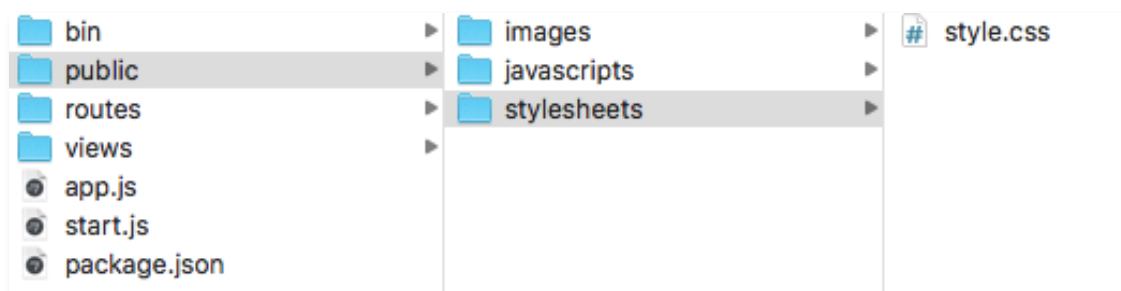 bin
public
routes
views
app.js
start.js
package.json
images
javascripts
stylesheets
style.css